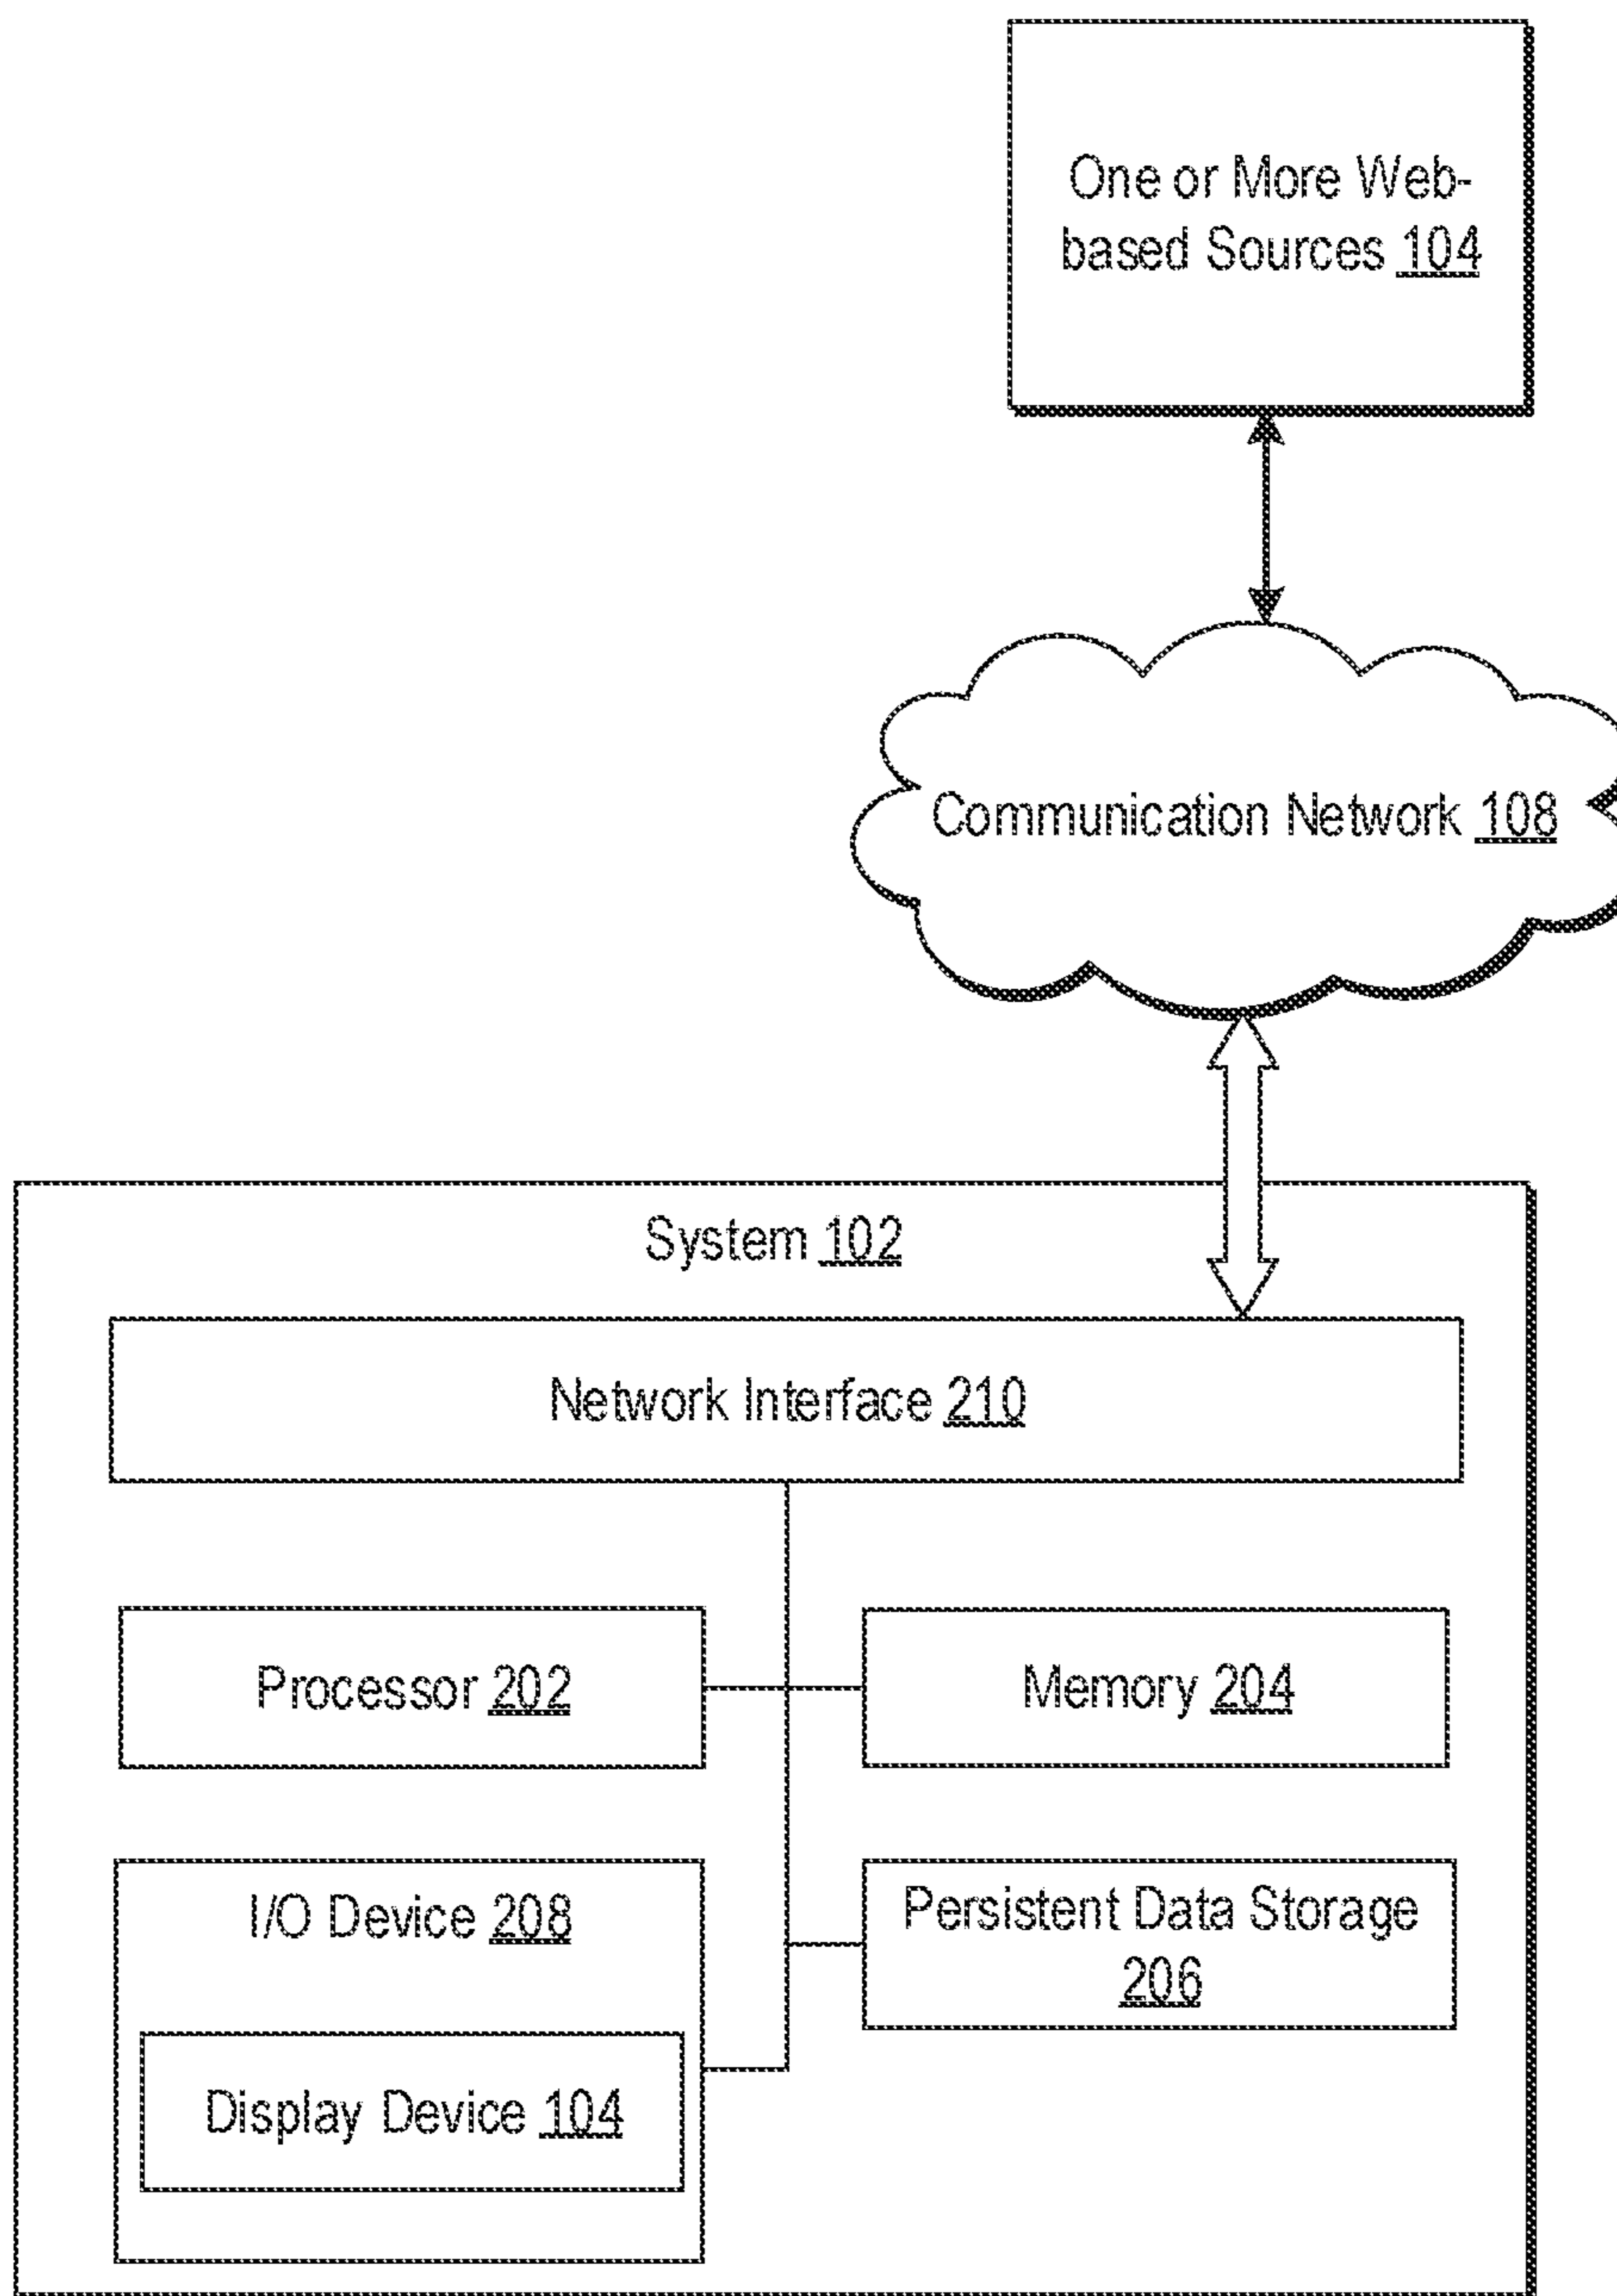 One or More Web-
based Sources 104
Communication Network 108
System 102
Network Interface 210
Processor 202
Memory 204
I/O Device 208
Persistent Data Storage
206
Display Device 104